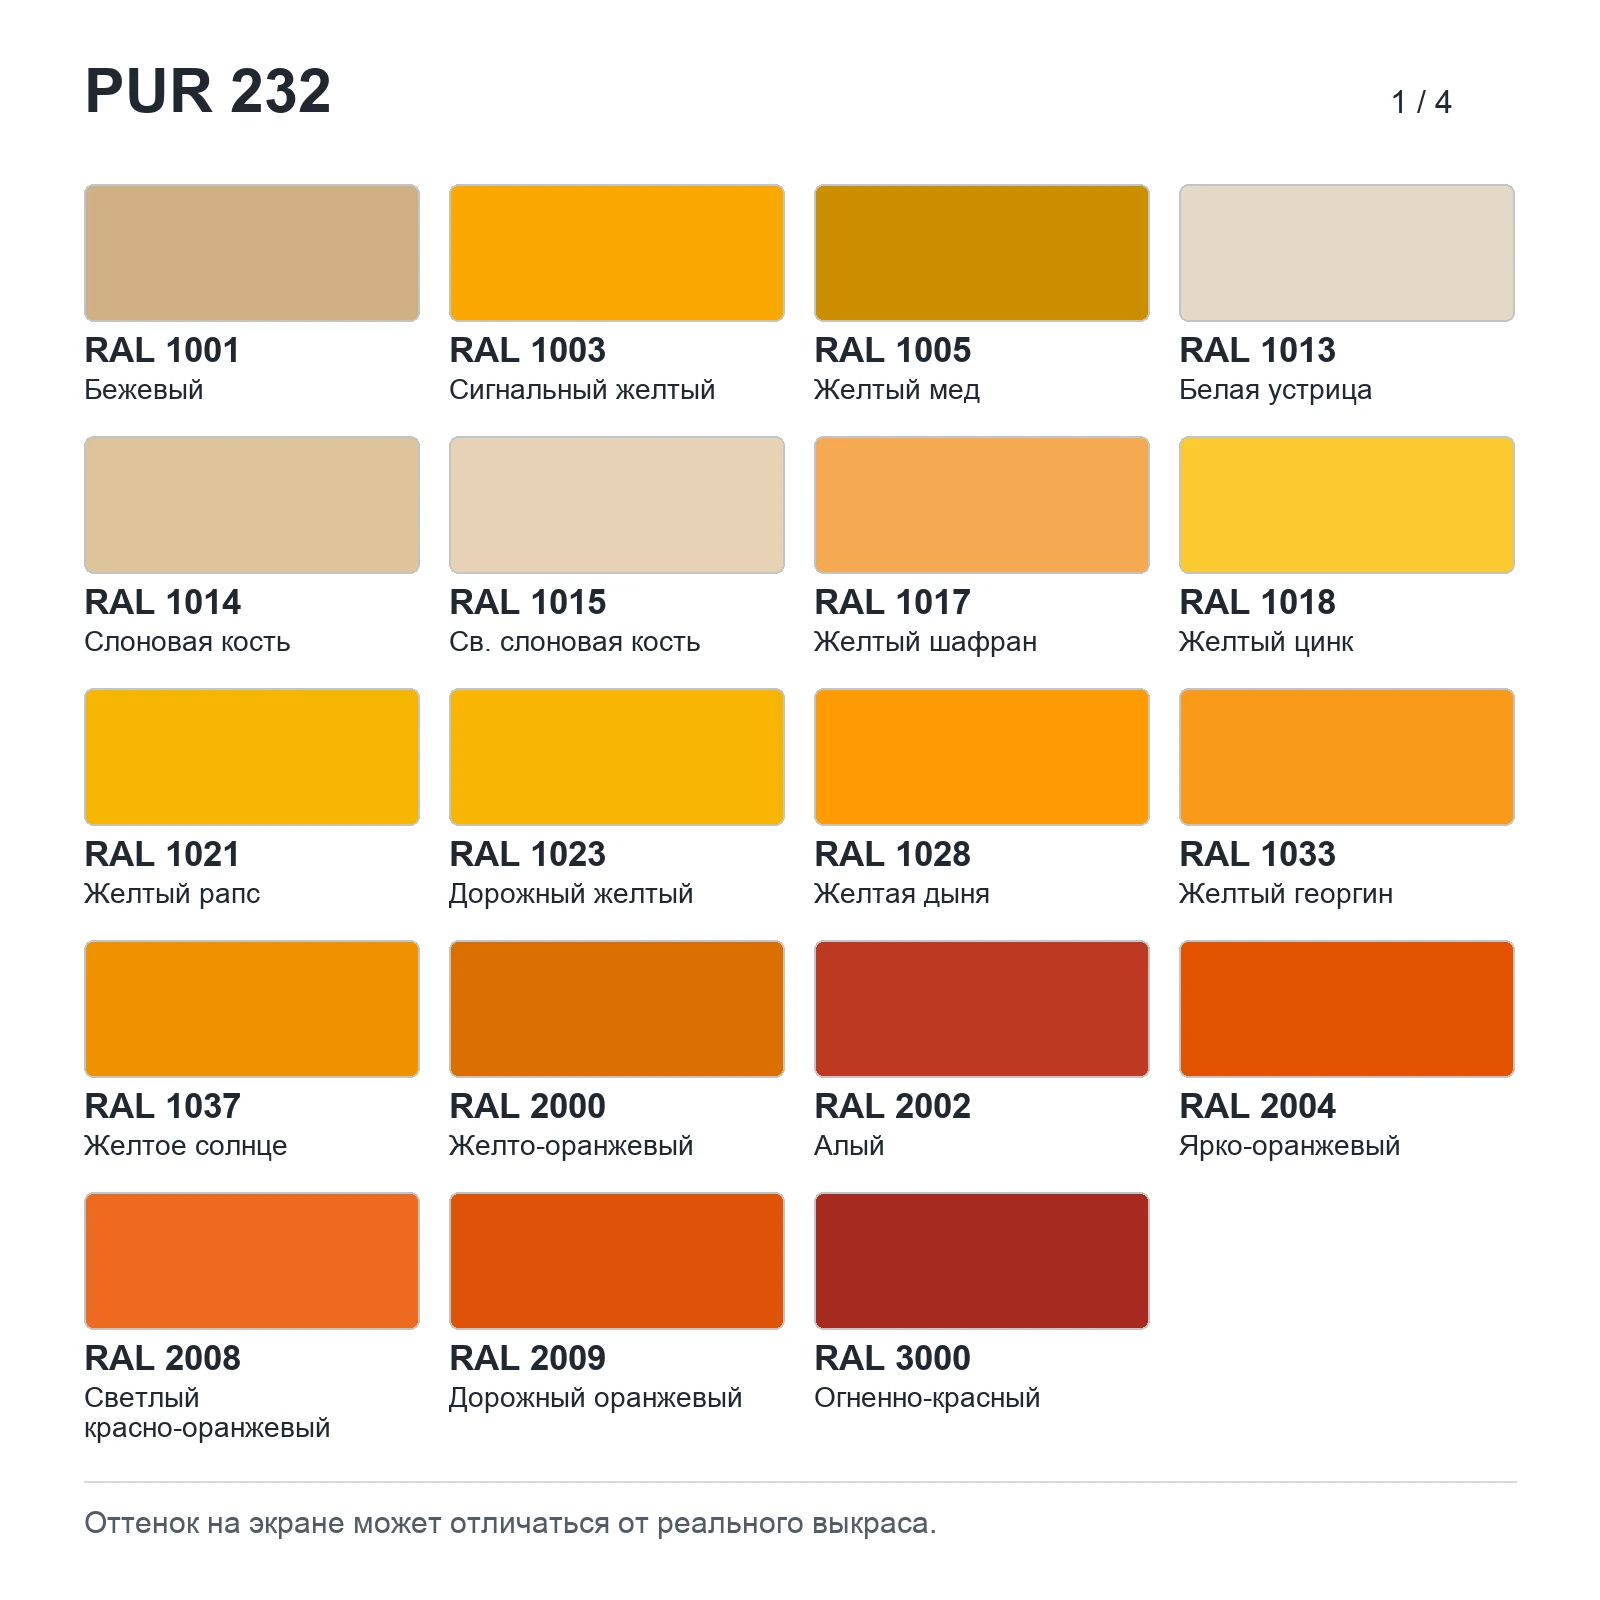 PUR 232
1 / 4
RAL 1001
Бежевый
RAL 1003
Сигнальный желтый
RAL 1005
Желтый мед
RAL 1013
Белая устрица
RAL 1014
Слоновая кость
RAL 1015
Св. слоновая кость
RAL 1017
Желтый шафран
RAL 1018
Желтый цинк
RAL 1021
Желтый рапс
RAL 1023
Дорожный желтый
RAL 1028
Желтая дыня
RAL 1033
Желтый георгин
RAL 1037
Желтое солнце
RAL 2000
Желто-оранжевый
RAL 2002
Алый
RAL 2004
Ярко-оранжевый
RAL 2008
Светлый
красно-оранжевый
RAL 2009
Дорожный оранжевый
RAL 3000
Огненно-красный
Оттенок на экране может отличаться от реального выкраса.